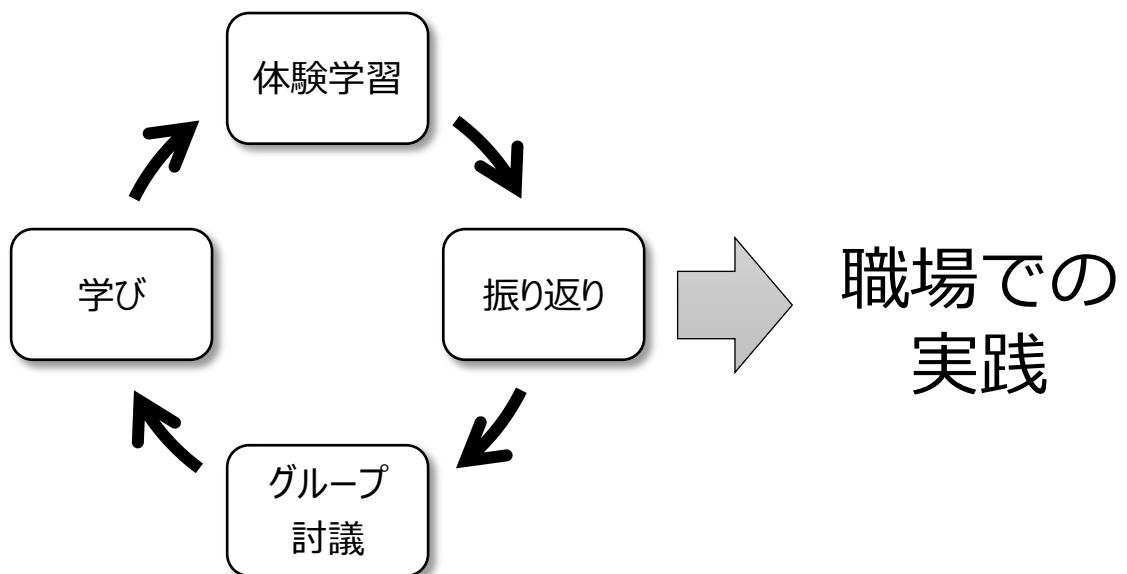 体験学習
学び
振り返り
職場での
実践
グループ
討議